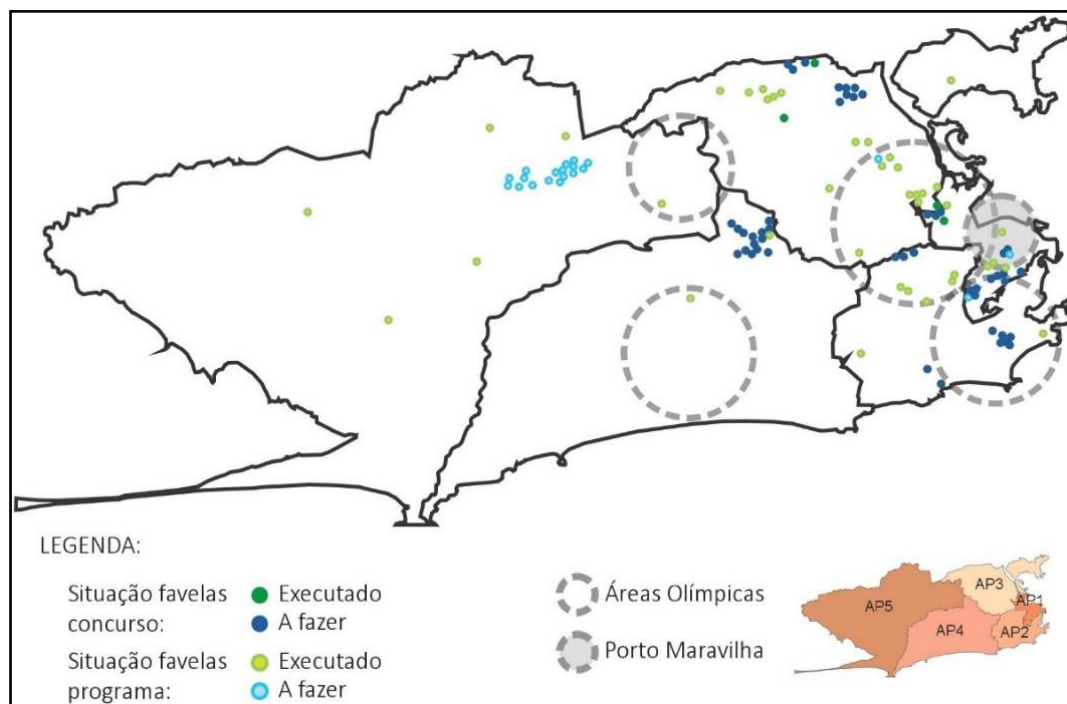 LEGENDA:
Situação favelas
concurso:
Executado
A fazer
Situação favelas
programa:
Executado
A fazer
Áreas Olímpicas
Porto Maravilha
AP5
AP3
AP1
AP4
AP2